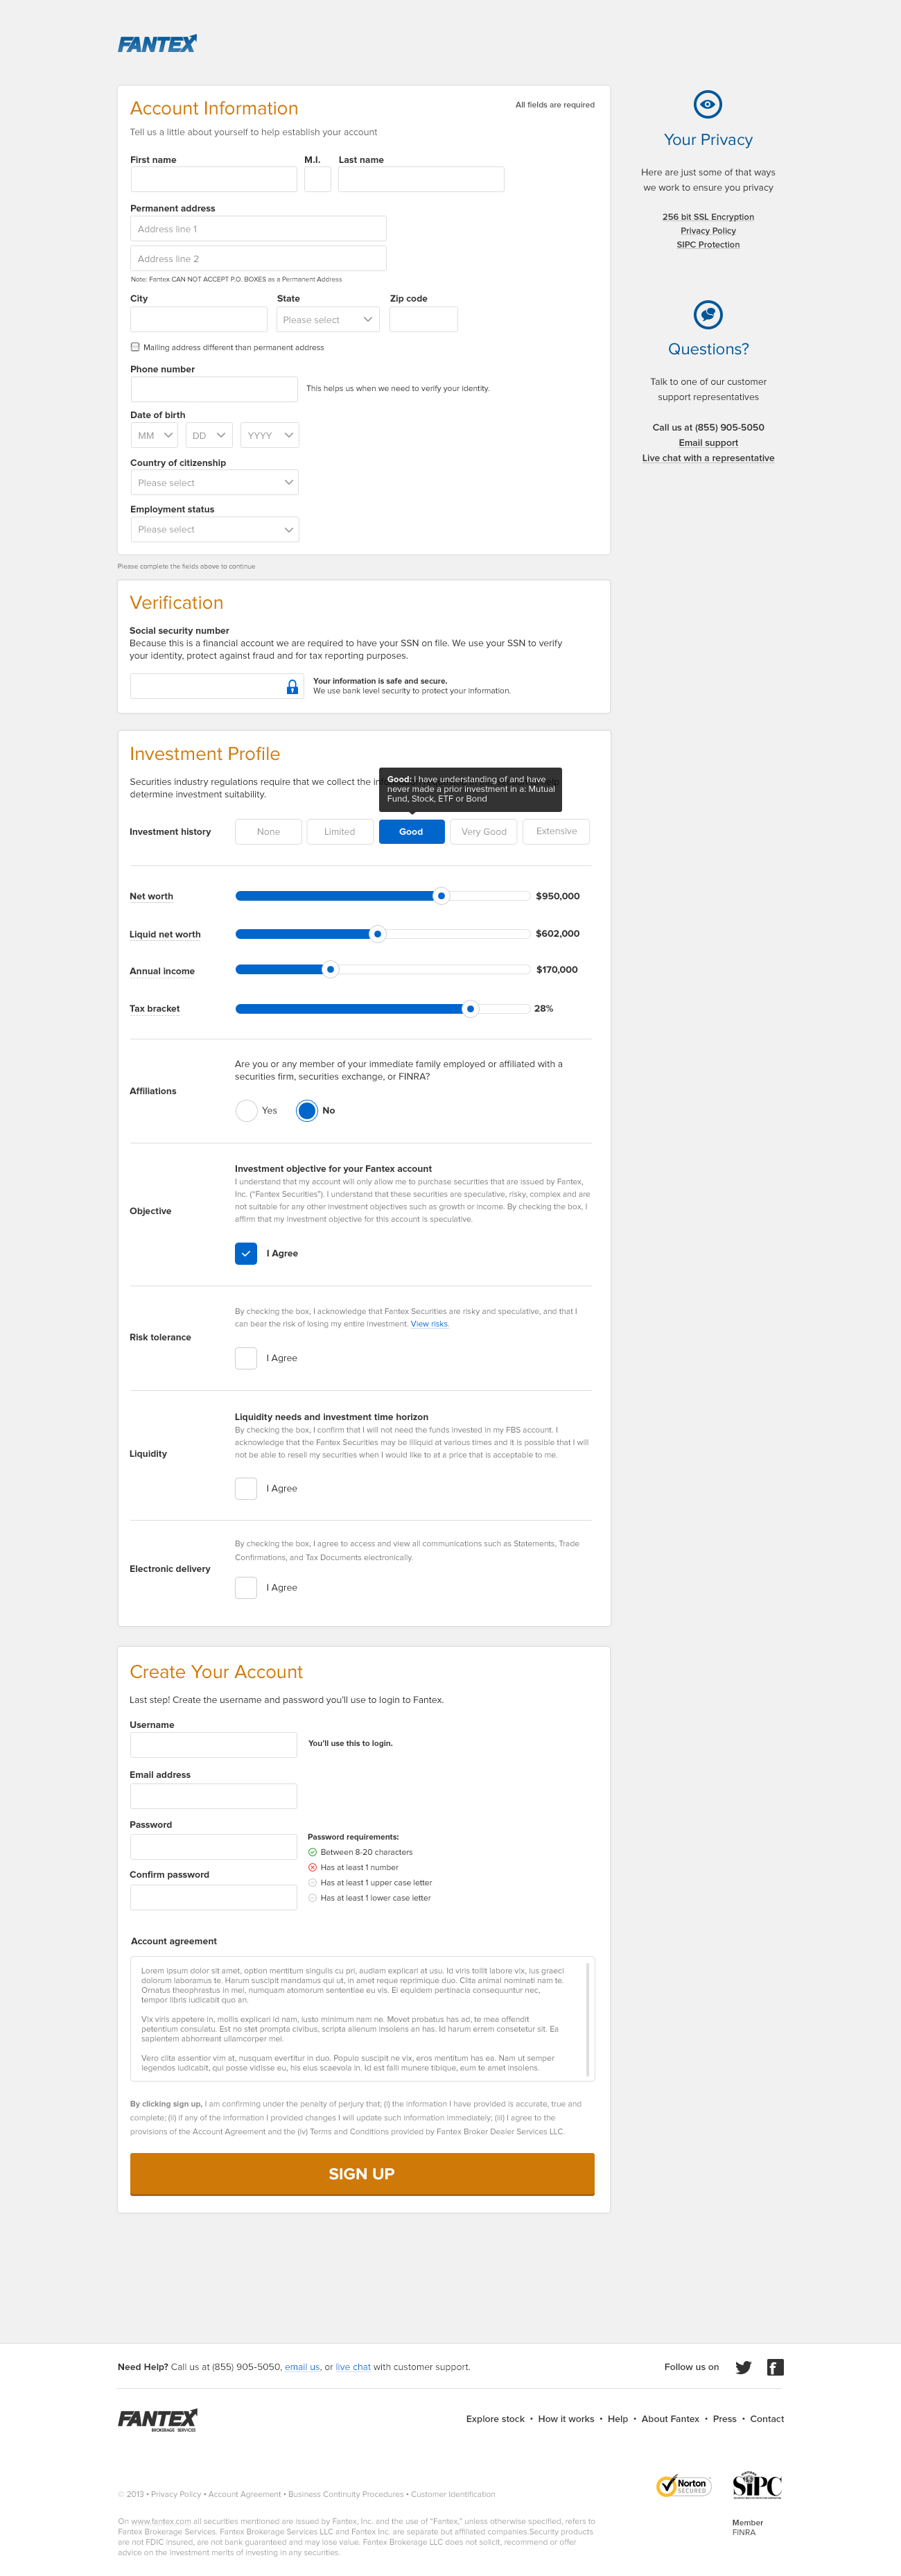 FANTEX
Account Information
All fields are required
Tell us a little about yourself to help establish your account
First name
M.I.
Last name
Permanent address
Address line 1
Address line 2
Note: Fantex CAN NOT ACCEPT P.O. BOXES as a Permanent Address
City
State
Zip code
Please select
Mailing address different than permanent address
Phone number
This helps us when we need to verify your identity.
Date of birth
MM
DD
YYYY
Country of citizenship
Please select
Employment status
Please select
Please complete the fields above to continue
Your Privacy
Here are just some of that ways
we work to ensure you privacy
256 bit SSL Encryption
Privacy Policy
SIPC Protection
Questions?
Talk to one of our customer
support representatives
Call us at (855) 905-5050
Email support
Live chat with a representative
Verification
Social security number
Because this is a financial account we are required to have your SSN on file. We use your SSN to verify
your identity, protect against fraud and for tax reporting purposes.
Your information is safe and secure.
We use bank level security to protect your information.
Investment Profile
Securities industry regulations require that we collect the
determine investment suitability.
Good: I have understanding of and have
never made a prior investment in a: Mutual
Fund, Stock, ETF or Bond
Investment history
None
Limited
Good
Very Good
Extensive
Net worth
$950,000
Liquid net worth
$602,000
Annual income
$170,000
Tax bracket
28%
Affiliations
Are you or any member of your immediate family employed or affiliated with a
securities firm, securities exchange, or FINRA?
Yes
No
Objective
Investment objective for your Fantex account
I understand that my account will only allow me to purchase securities that are issued by Fantex,
Inc. (“Fantex Securities”). I understand that these securities are speculative, risky, complex and are
not suitable for any other investment objectives such as growth or income. By checking the box, I
affirm that my investment objective for this account is speculative.
I Agree
Risk tolerance
By checking the box, I acknowledge that Fantex Securities are risky and speculative, and that I
can bear the risk of losing my entire investment. View risks.
I Agree
Liquidity
Liquidity needs and investment time horizon
By checking the box, I confirm that I will not need the funds invested in my FBS account. I
acknowledge that the Fantex Securities may be illiquid at various times and it is possible that I will
not be able to resell my securities when I would like to at a price that is acceptable to me.
I Agree
Electronic delivery
By checking the box, I agree to access and view all communications such as Statements, Trade
Confirmations, and Tax Documents electronically.
I Agree
Create Your Account
Last step! Create the username and password you’ll use to login to Fantex.
Username
You’ll use this to login.
Email address
Password
Password requirements:
Between 8-20 characters
Has at least 1 number
Has at least 1 upper case letter
Has at least 1 lower case letter
Confirm password
Account agreement
Lorem ipsum dolor sit amet, option mentitum singulis cu pri, audiam explicari at usu. Id viris tollit labore vix, ius graeci
dolorum laboramus te. Harum suscipit mandamus qui ut, in amet reque reprimique duo. Clita animal nominati nam te.
Ornatus theophrastus in mei, numquam atomorum sententiae eu vis. Ei equidem pertinacia consequuntur nec,
tempor libris iudicabit quo an.
Vix viris appetere in, mollis explicari id nam, iusto minimum nam ne. Movet probatus has ad, te mea offendit
petentium consulatu. Est no stet prompta civibus, scripta alienum insolens an has. Id harum errem consetetur sit. Ea
sapientem abhorreant ullamcorper mei.
Vero clita assentior vim at, nusquam evertitur in duo. Populo suscipit ne vix, eros mentitum has ea. Nam ut semper
legendos iudicabit, qui posse vidisse eu, his eius scaevola in. Id est falli munere tibique, eum te amet insolens.
By clicking sign up, I am confirming under the penalty of perjury that; (i) the information I have provided is accurate, true and
complete; (ii) if any of the information I provided changes I will update such information immediately; (iii) I agree to the
provisions of the Account Agreement and the (iv) Terms and Conditions provided by Fantex Broker Dealer Services LLC.
SIGN UP
Need Help? Call us at (855) 905-5050, email us, or live chat with customer support.
Follow us on
FANTEX
BROKERAGE SERVICES
Explore stock • How it works • Help • About Fantex • Press • Contact
Norton
SECURED
SIPC
© 2013 • Privacy Policy • Account Agreement • Business Continuity Procedures • Customer Identification
On www.fantex.com all securities mentioned are issued by Fantex, Inc. and the use of “Fantex,” unless otherwise specified, refers to
Fantex Brokerage Services. Fantex Brokerage Services LLC and Fantex Inc. are separate but affiliated companies.Security products
are not FDIC insured, are not bank guaranteed and may lose value. Fantex Brokerage LLC does not solicit, recommend or offer
advice on the investment merits of investing in any securities.
Member
FINRA